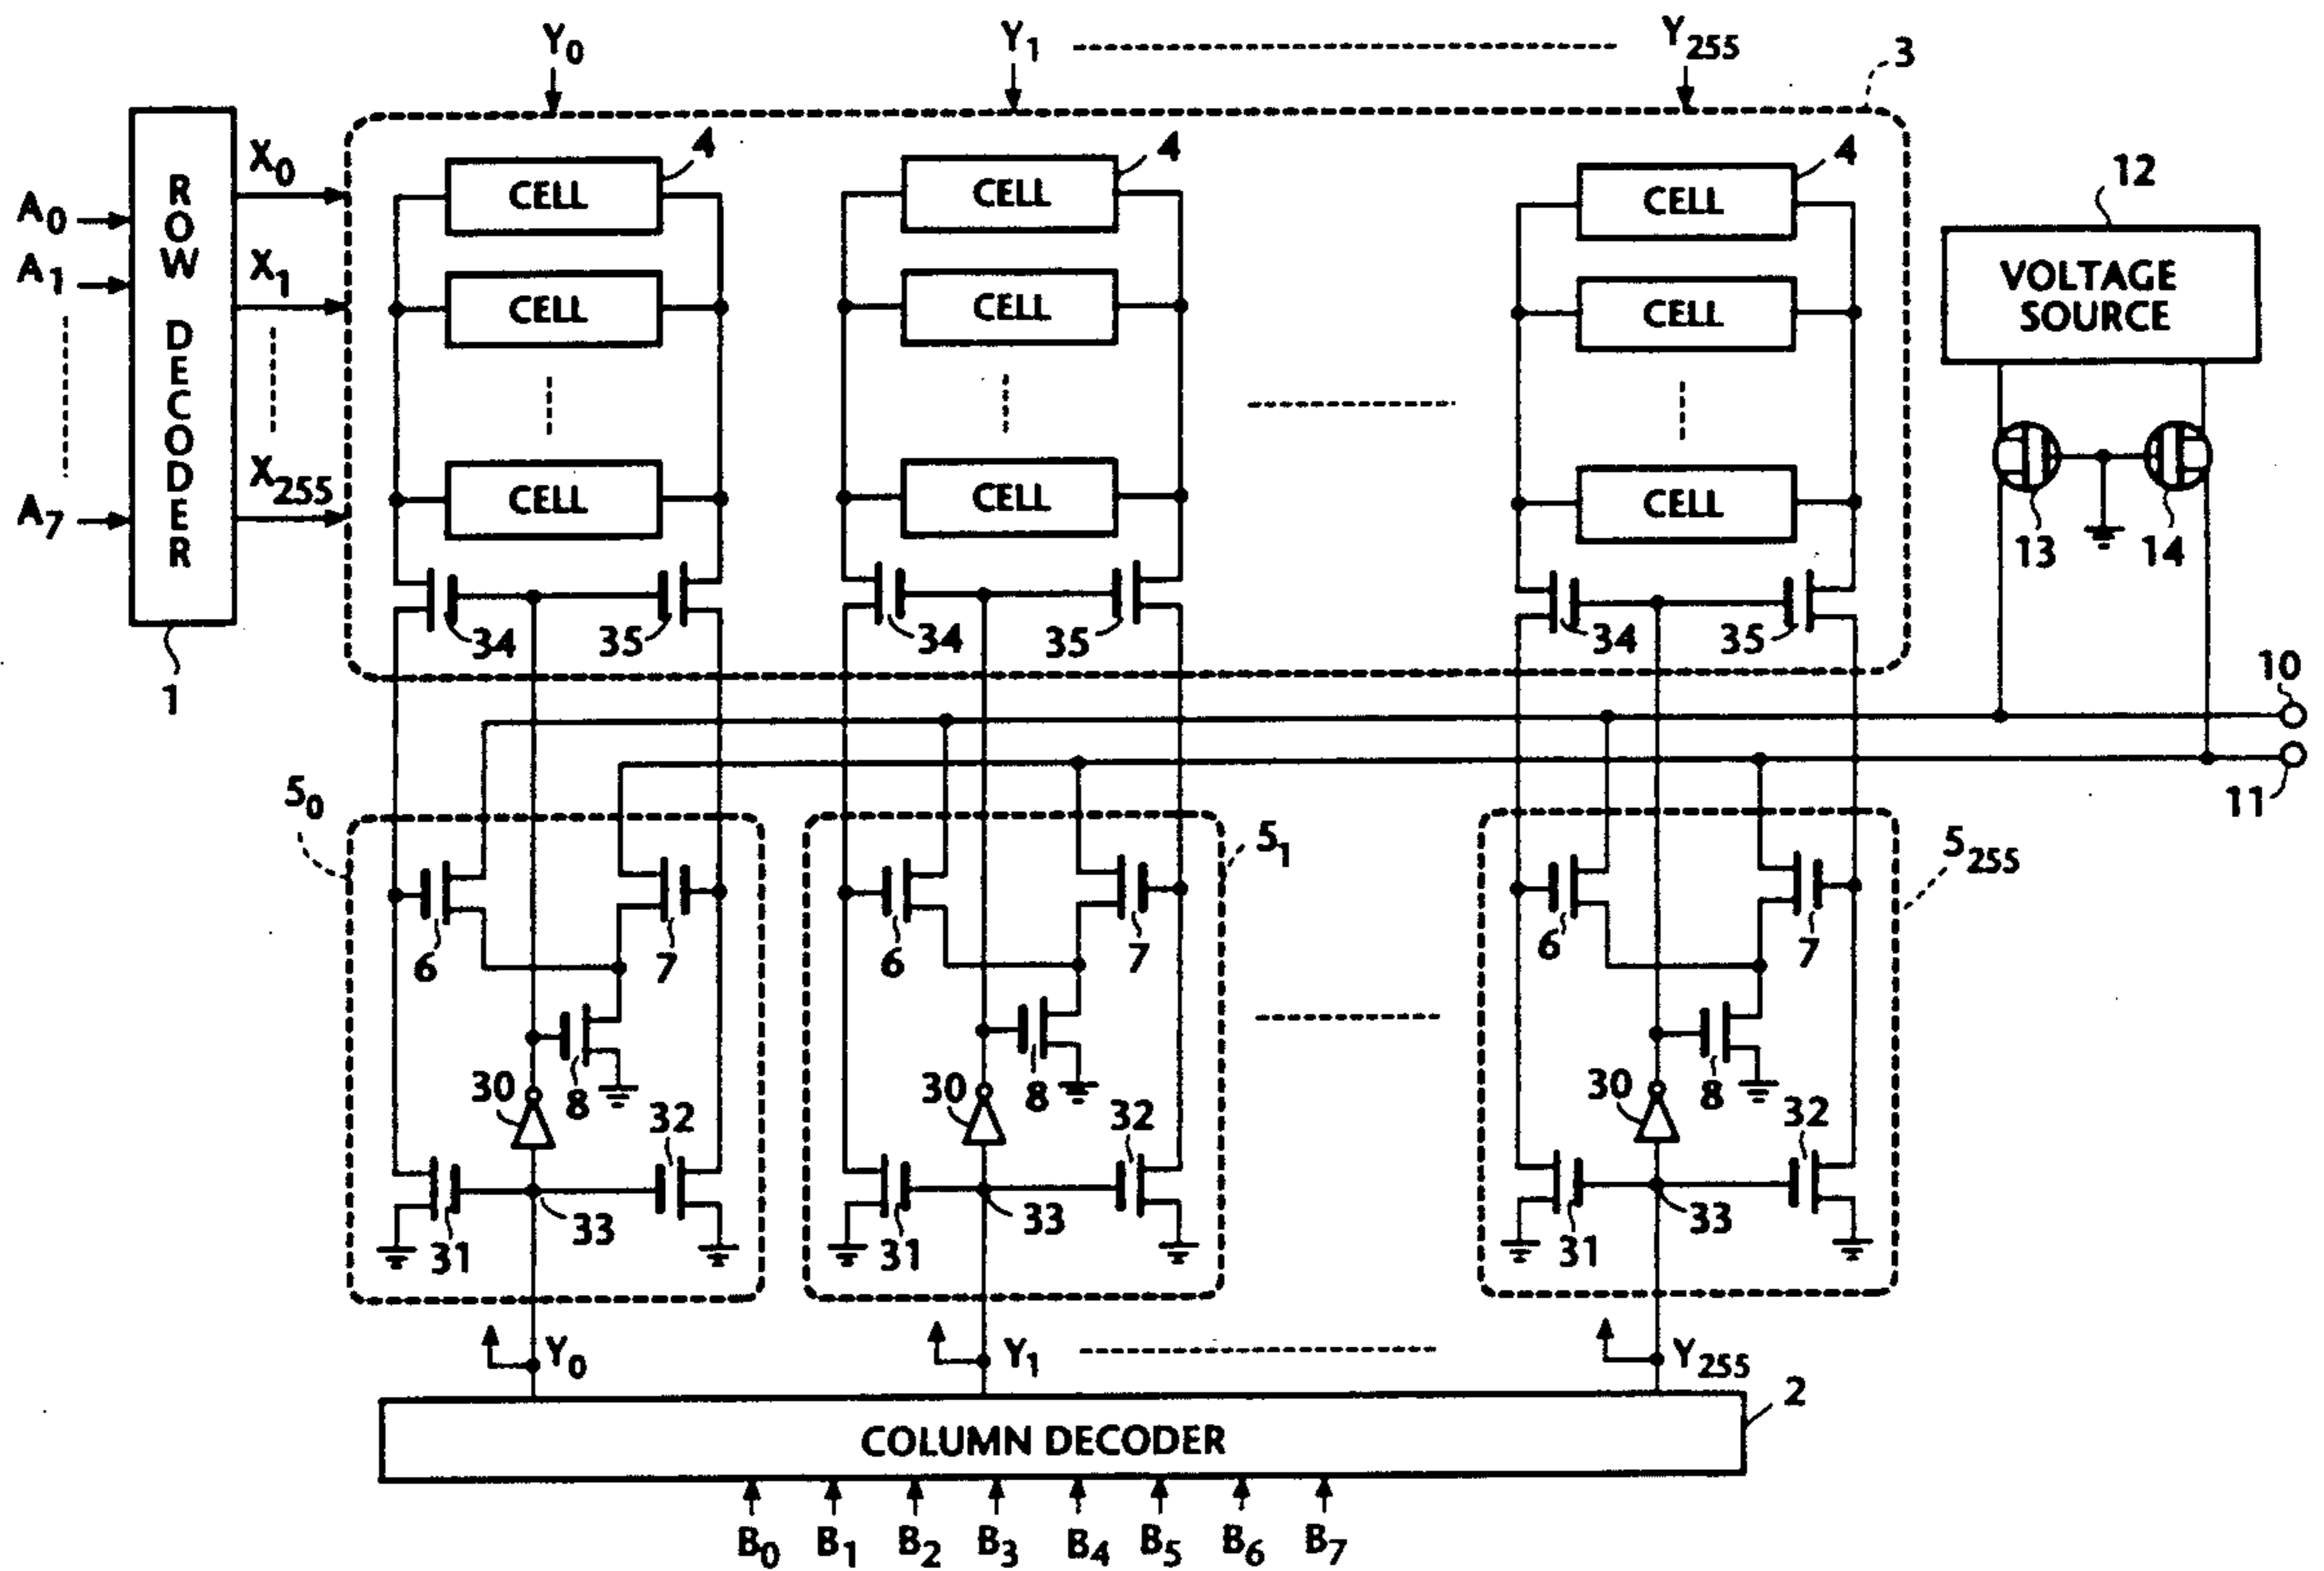 Y0 Y1 Y255 3
4 4 4
CELL CELL CELL
12
VOLTAGE
SOURCE
ROW DECODER
X0
A0
A1
X1
CELL CELL CELL
X255
A7
CELL CELL CELL
13 14
34 35 34 35 34 35
1
10
11
50 51 5255
6 7 6 7 6 7
30 8 32 30 8 32 30 8 32
31 33 31 33 31 33
Y0 Y1 Y255
2
COLUMN DECODER
B0 B1 B2 B3 B4 B5 B6 B7